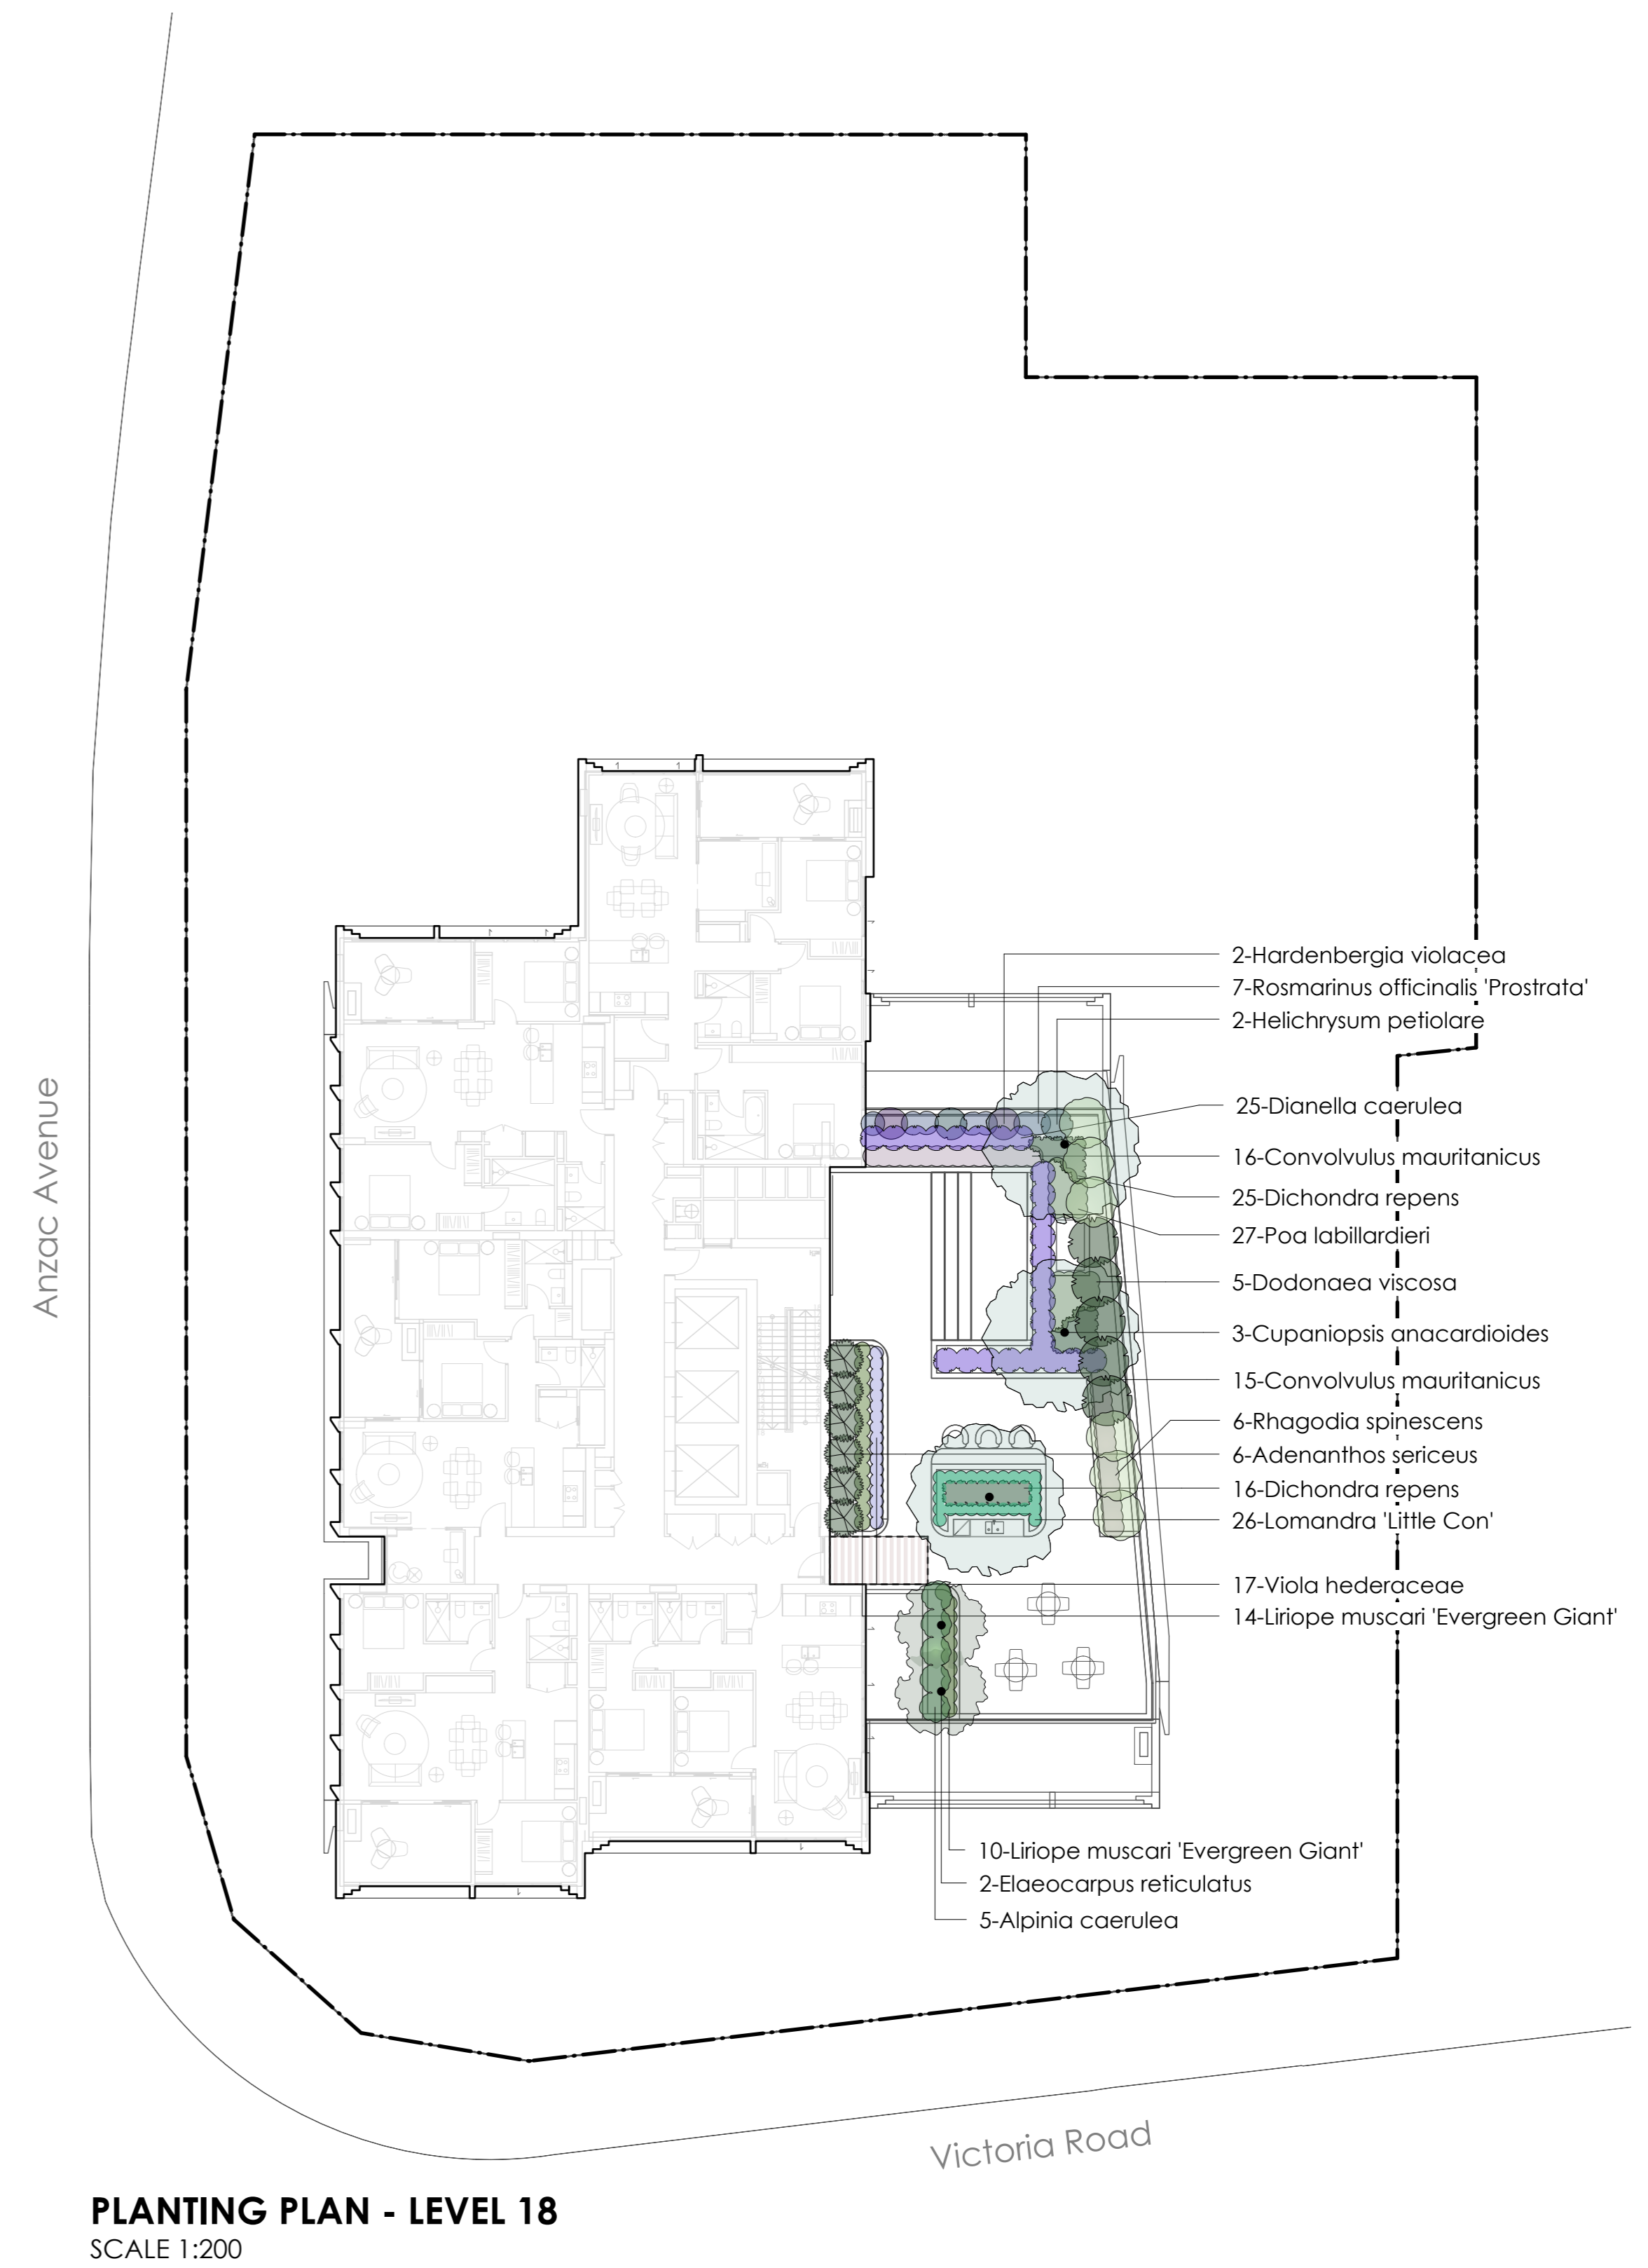 2-Hardenbergia violacea
7-Rosmarinus officinalis 'Prostrata'
2-Helichrysum petiolare
25-Dianella caerulea
16-Convolvulus mauritanicus
25-Dichondra repens
27-Poa labillardieri
5-Dodonaea viscosa
3-Cupaniopsis anacardioides
15-Convolvulus mauritanicus
6-Rhagodia spinescens
6-Adenanthos sericeus
16-Dichondra repens
26-Lomandra 'Little Con'
17-Viola hederaceae
14-Liriope muscari 'Evergreen Giant'
10-Liriope muscari 'Evergreen Giant'
2-Elaeocarpus reticulatus
5-Alpinia caerulea
Anzac Avenue
Victoria Road
PLANTING PLAN - LEVEL 18
SCALE 1:200